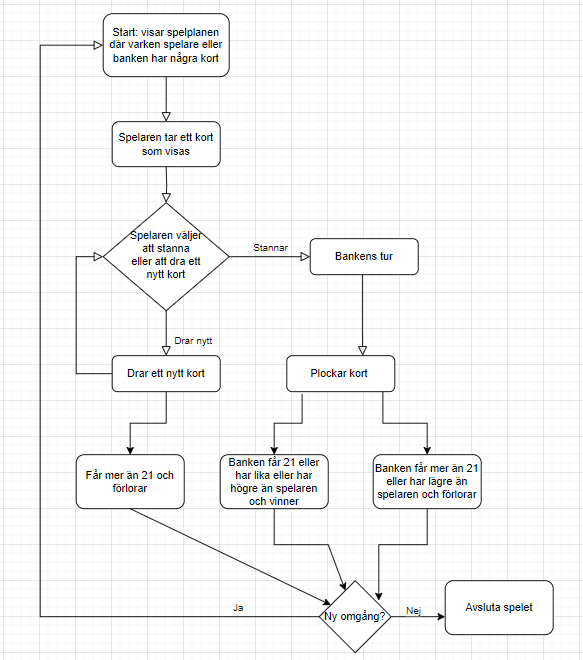 Start: visar spelplanen
där varken spelare eller
banken har några kort
Spelaren tar ett kort
som visas
Spelaren väljer
att stanna
eller att dra ett
nytt kort
Stannar
Bankens tur
Drar nytt
Drar ett nytt kort
Plockar kort
Får mer än 21 och
förlorar
Banken får 21 eller
har lika eller har
högre än spelaren
och vinner
Banken får mer än 21
eller har lägre än
spelaren och förlorar
Ja
Ny omgång?
Nej
Avsluta spelet